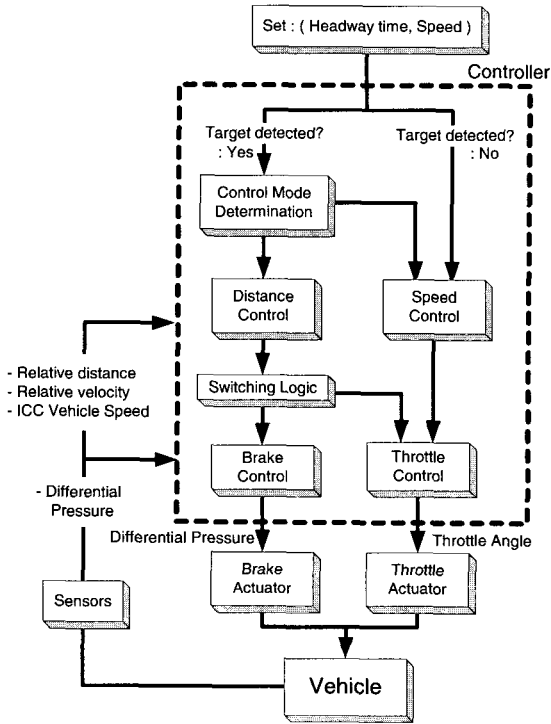 Set : ( Headway time, Speed )
Controller
Target detected?
: Yes
Target detected?
: No
Control Mode
Determination
Distance
Control
Speed
Control
- Relative distance
- Relative velocity
- ICC Vehicle Speed
Switching Logic
Brake
Control
Throttle
Control
- Differential
Pressure
Differential Pressure
Throttle Angle
Brake
Actuator
Throttle
Actuator
Sensors
Vehicle